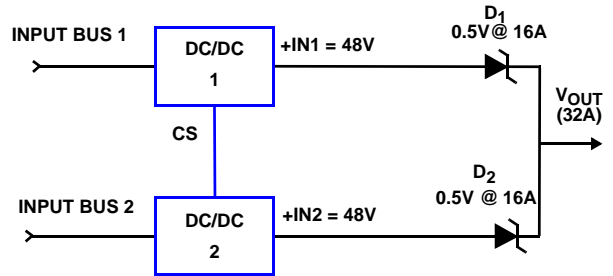 D1
0.5V@ 16A
INPUT BUS 1
DC/DC
1
+IN1 = 48V
VOUT
(32A)
CS
D2
0.5V @ 16A
INPUT BUS 2
DC/DC
2
+IN2 = 48V